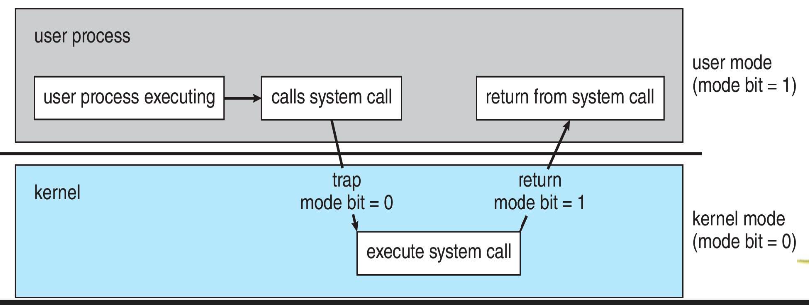 user process
user process executing
calls system call
return from system call
user mode
(mode bit = 1)
kernel
trap
mode bit = 0
return
mode bit = 1
execute system call
kernel mode
(mode bit = 0)